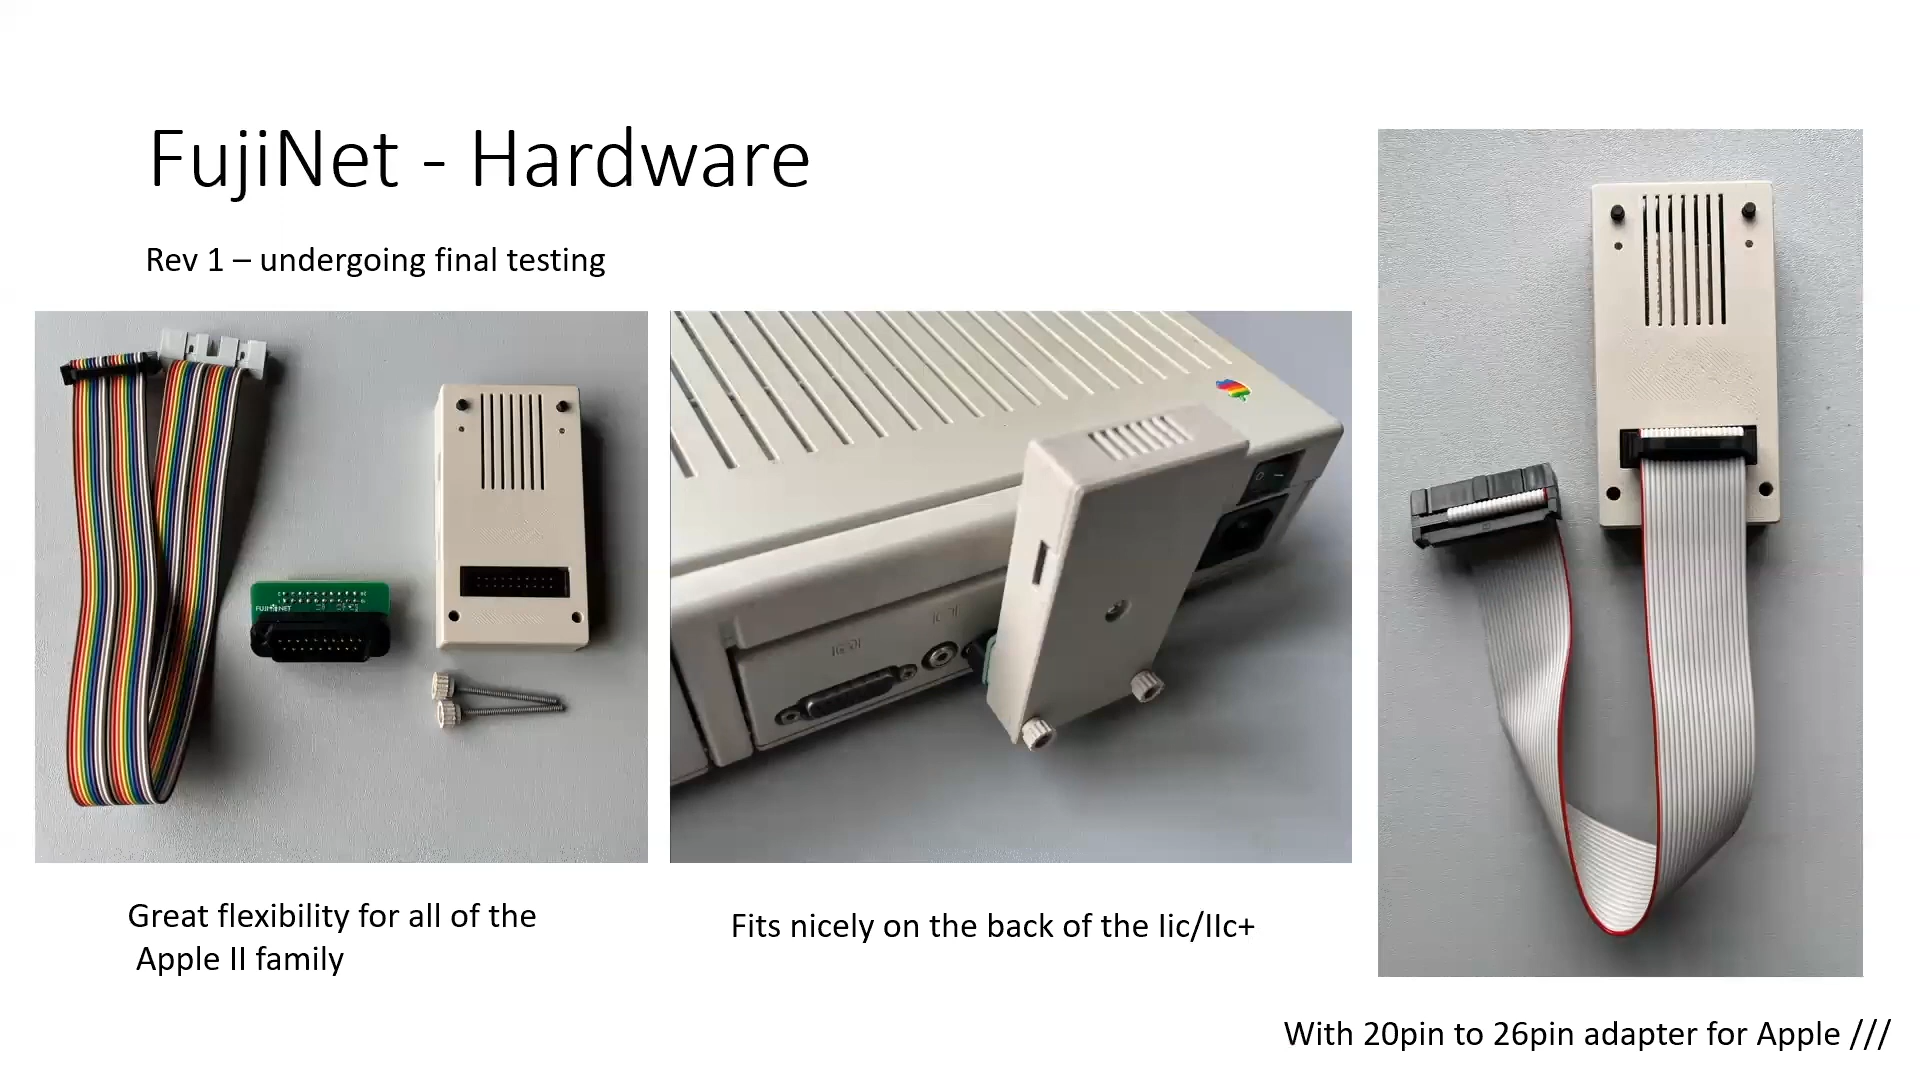 FujiNet - Hardware
Rev 1 – undergoing final testing
FUJINET
Great flexibility for all of the
Apple II family
Fits nicely on the back of the Iic/IIc+
With 20pin to 26pin adapter for Apple ///